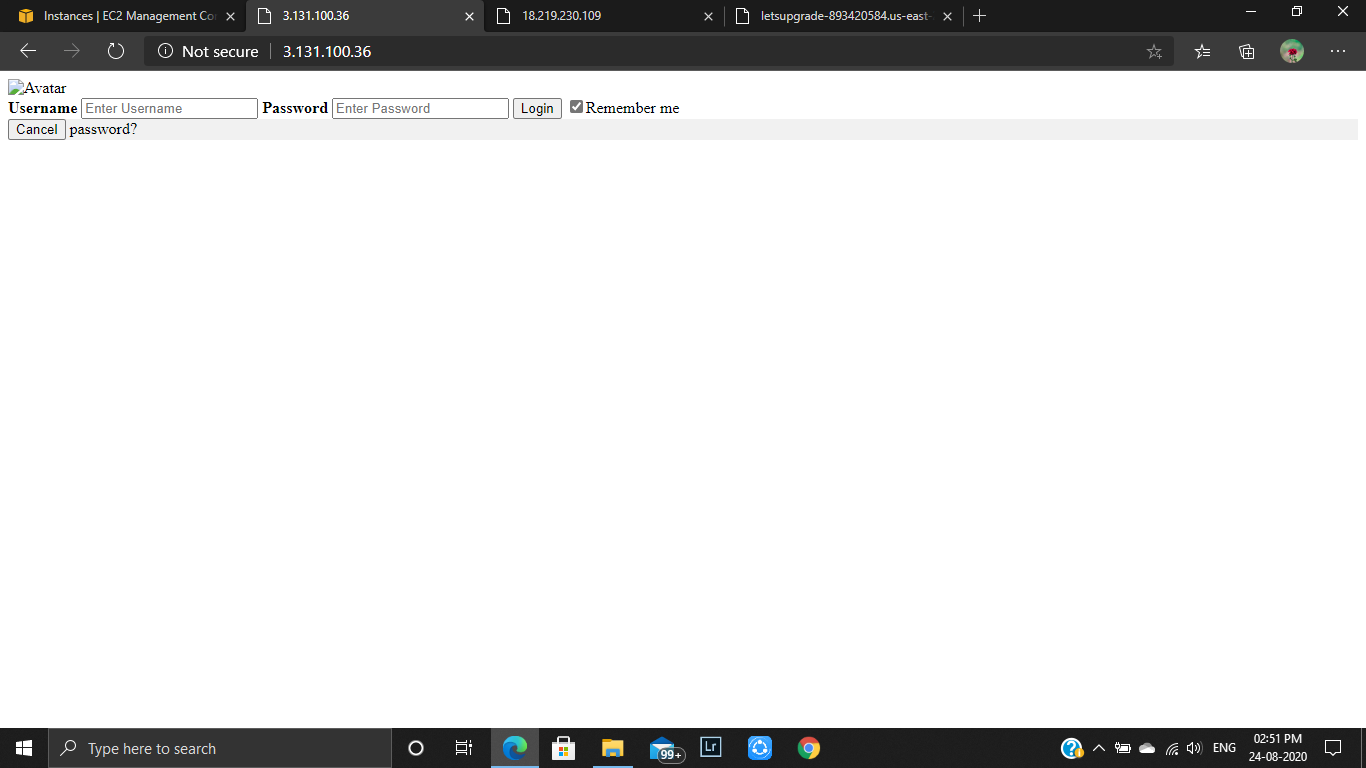 Instances | EC2 Management Co
3.131.100.36
18.219.230.109
letsupgrade-893420584.us-east-
Not secure
3.131.100.36
Avatar
Username Enter Username Password Enter Password Login Remember me
Cancel password?
Type here to search
99+
Lr
ENG
02:51 PM
24-08-2020